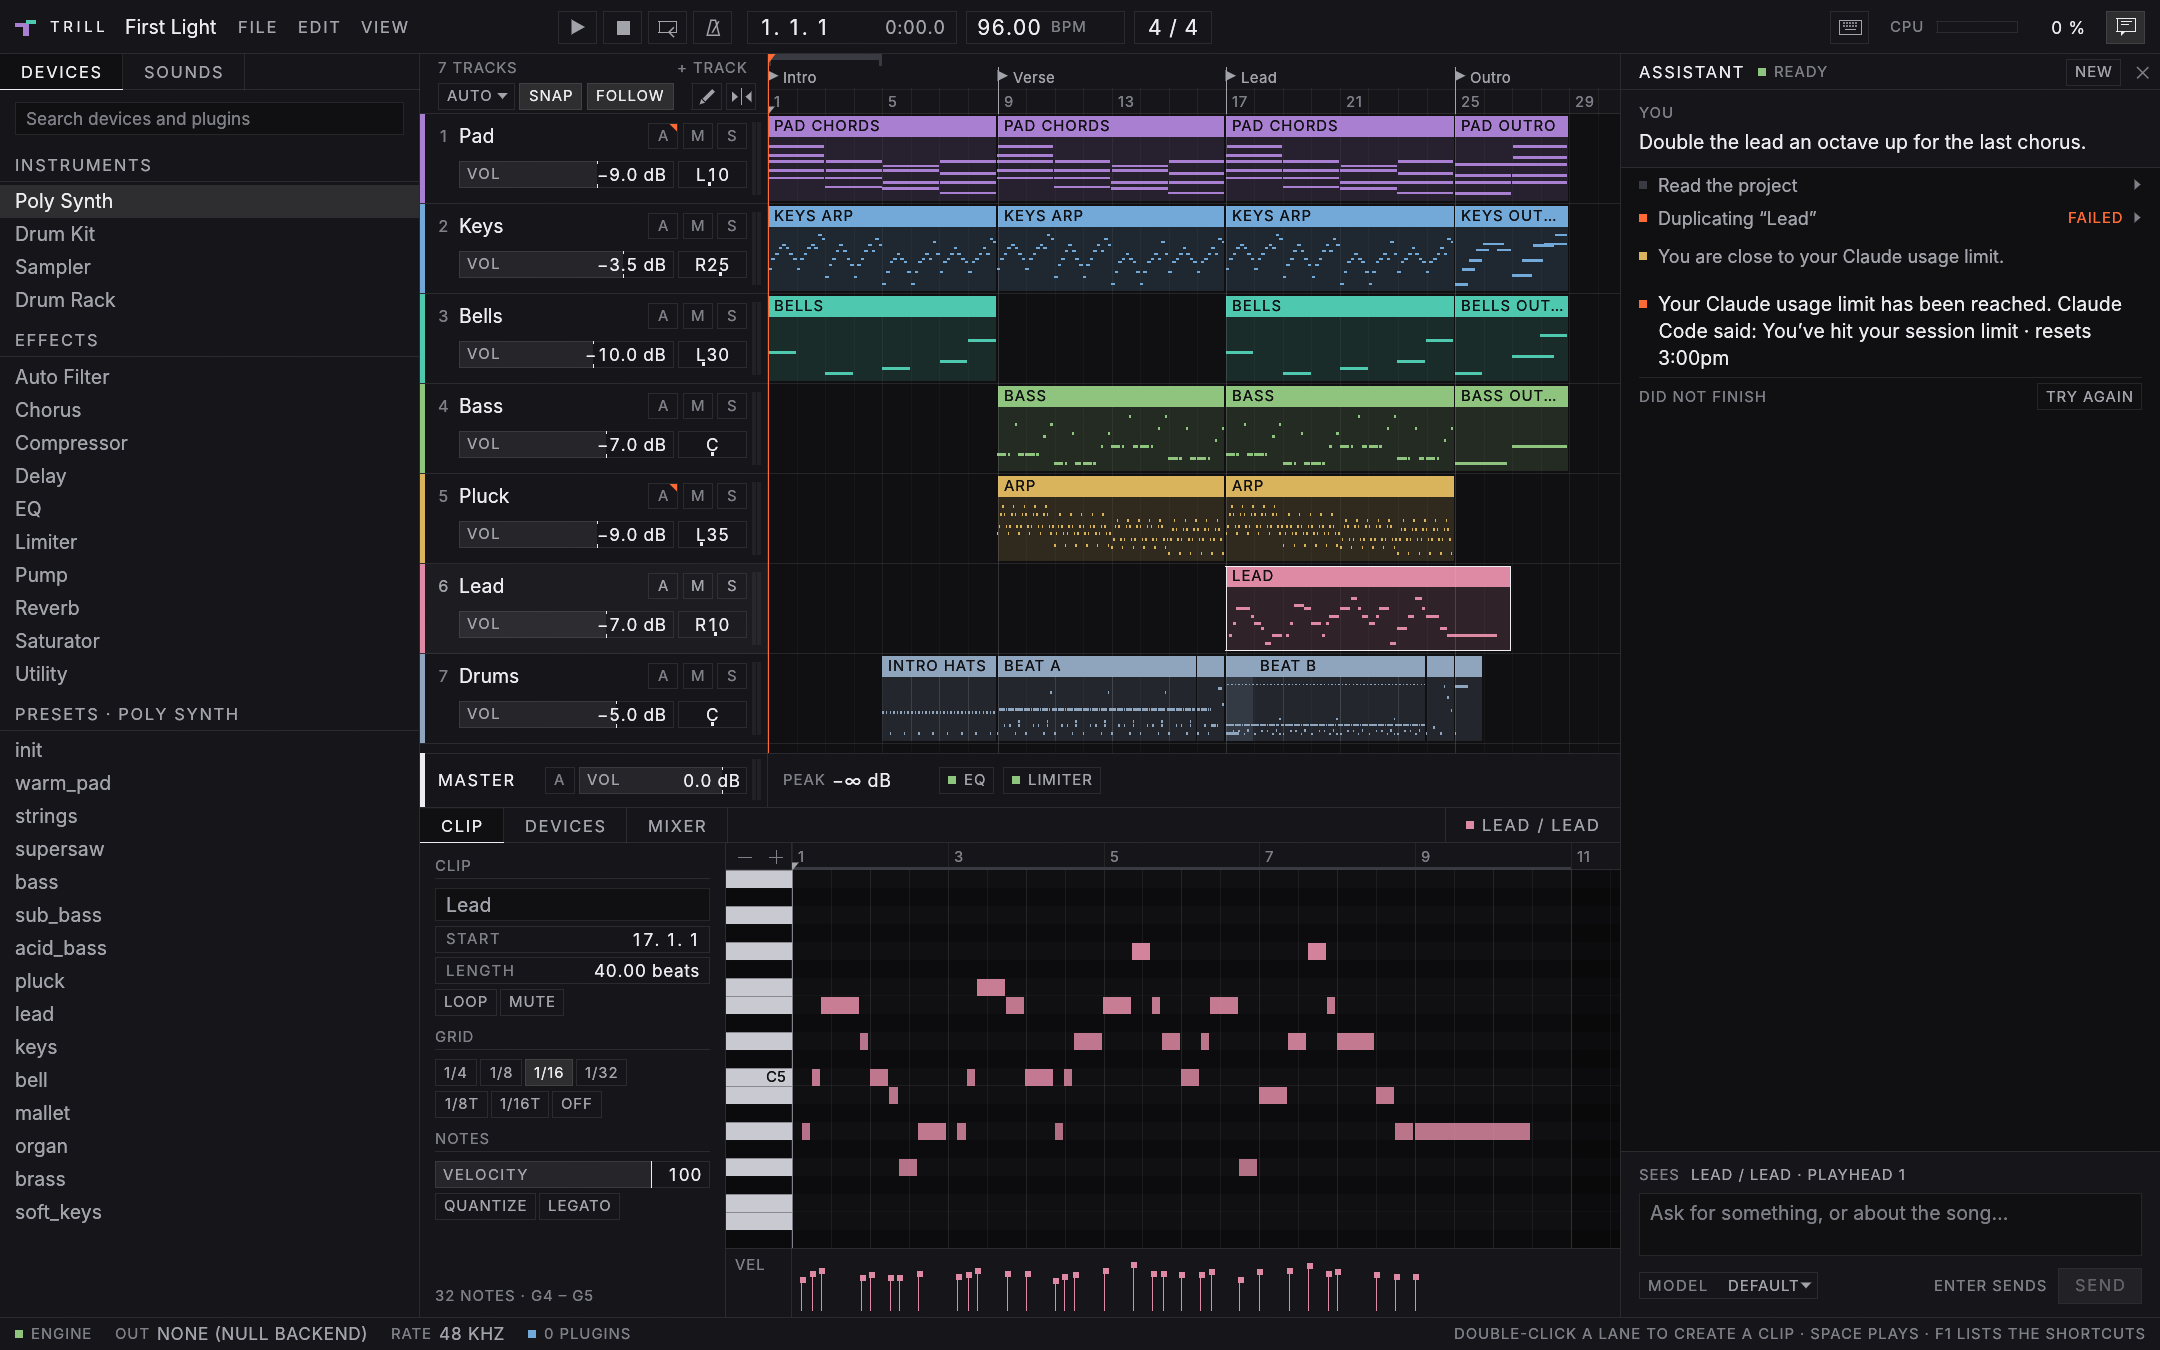 TRILL First Light FILE EDIT VIEW
1. 1. 1 0:00.0 96.00 BPM 4 / 4
CPU 0 %
DEVICES SOUNDS
Search devices and plugins
INSTRUMENTS
Poly Synth
Drum Kit
Sampler
Drum Rack
EFFECTS
Auto Filter
Chorus
Compressor
Delay
EQ
Limiter
Pump
Reverb
Saturator
Utility
PRESETS · POLY SYNTH
init
warm_pad
strings
supersaw
bass
sub_bass
acid_bass
pluck
lead
keys
bell
mallet
organ
brass
soft_keys
7 TRACKS + TRACK
AUTO SNAP FOLLOW
Intro Verse Lead Outro
1 5 9 13 17 21 25 29
1 Pad A M S
VOL −9.0 dB L10
PAD CHORDS PAD CHORDS PAD CHORDS PAD OUTRO
2 Keys A M S
VOL −3.5 dB R25
KEYS ARP KEYS ARP KEYS ARP KEYS OUT...
3 Bells A M S
VOL −10.0 dB L30
BELLS BELLS BELLS OUT...
4 Bass A M S
VOL −7.0 dB C
BASS BASS BASS OUT...
5 Pluck A M S
VOL −9.0 dB L35
ARP ARP
6 Lead A M S
VOL −7.0 dB R10
LEAD
7 Drums A M S
VOL −5.0 dB C
INTRO HATS BEAT A BEAT B
MASTER A VOL 0.0 dB PEAK −∞ dB EQ LIMITER
CLIP DEVICES MIXER LEAD / LEAD
CLIP
Lead
START 17. 1. 1
LENGTH 40.00 beats
LOOP MUTE
GRID
1/4 1/8 1/16 1/32
1/8T 1/16T OFF
NOTES
VELOCITY 100
QUANTIZE LEGATO
32 NOTES · G4 – G5
1 3 5 7 9 11
C5
VEL
ASSISTANT READY NEW
YOU
Double the lead an octave up for the last chorus.
Read the project
Duplicating “Lead” FAILED
You are close to your Claude usage limit.
Your Claude usage limit has been reached. Claude
Code said: You’ve hit your session limit · resets
3:00pm
DID NOT FINISH TRY AGAIN
SEES LEAD / LEAD · PLAYHEAD 1
Ask for something, or about the song...
MODEL DEFAULT ENTER SENDS SEND
ENGINE OUT NONE (NULL BACKEND) RATE 48 KHZ 0 PLUGINS
DOUBLE-CLICK A LANE TO CREATE A CLIP · SPACE PLAYS · F1 LISTS THE SHORTCUTS